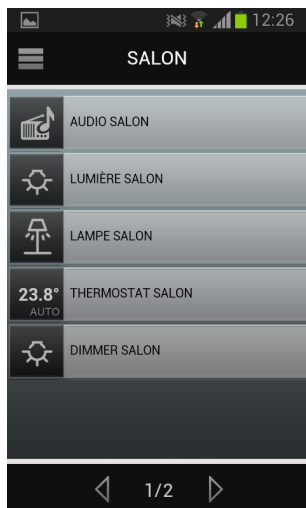 12:26
SALON
AUDIO SALON
LUMIÈRE SALON
LAMPE SALON
23.8° THERMOSTAT SALON
AUTO
DIMMER SALON
1/2